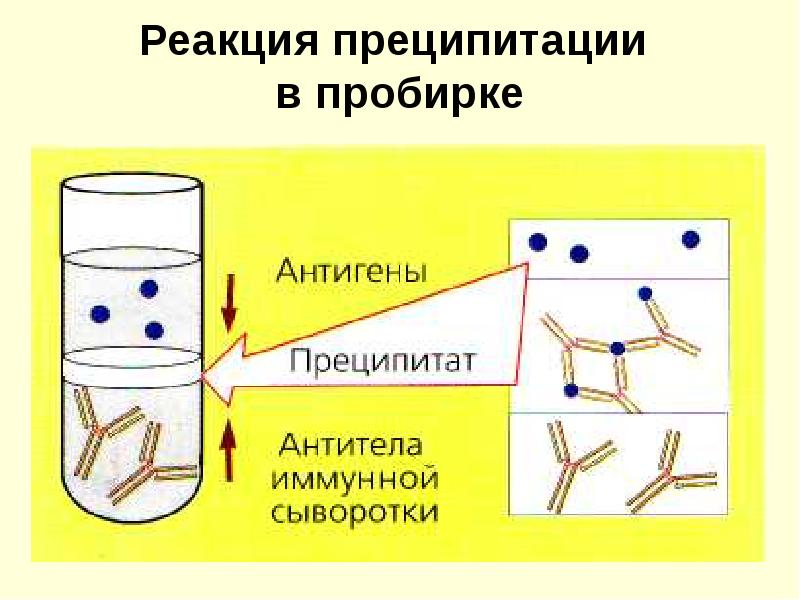 Реакция преципитации
в пробирке
Антигены
Преципитат
Антитела
иммунной
сыворотки